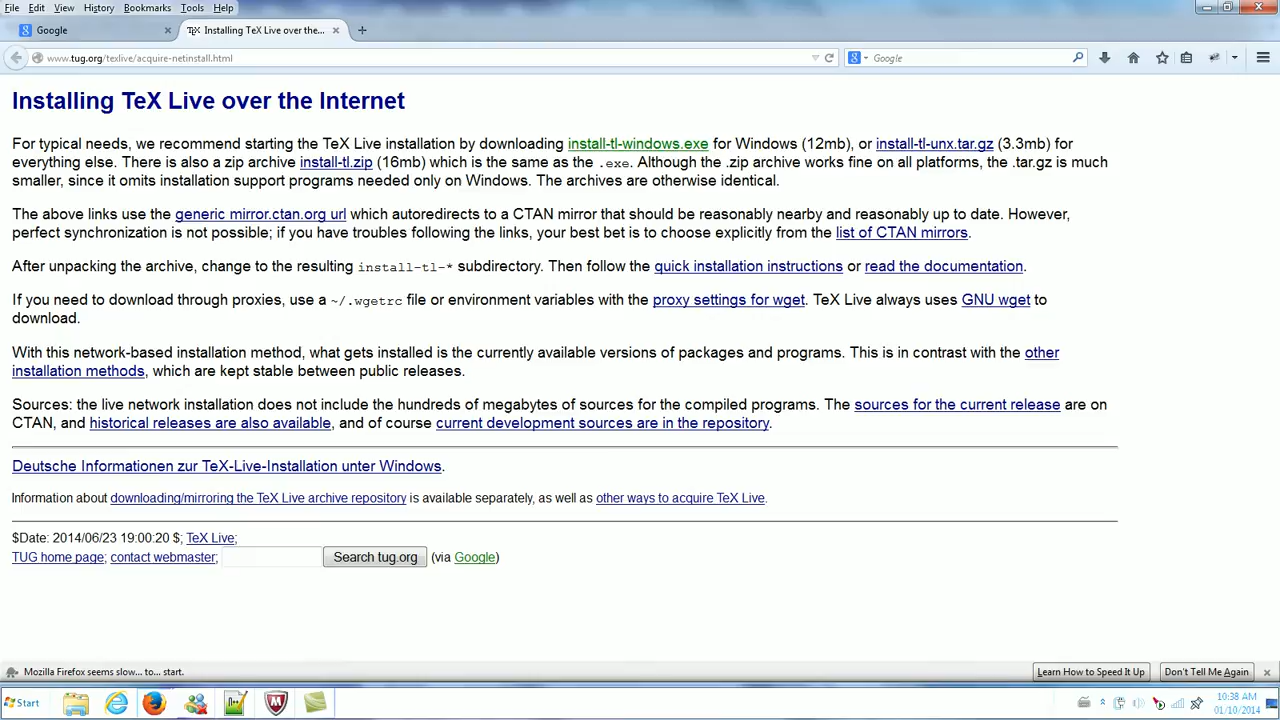 File Edit View History Bookmarks Tools Help
Google
TEX Installing TeX Live over the...
www.tug.org/texlive/acquire-netinstall.html
Google
Installing TeX Live over the Internet
For typical needs, we recommend starting the TeX Live installation by downloading install-tl-windows.exe for Windows (12mb), or install-tl-unx.tar.gz (3.3mb) for
everything else. There is also a zip archive install-tl.zip (16mb) which is the same as the .exe. Although the .zip archive works fine on all platforms, the .tar.gz is much
smaller, since it omits installation support programs needed only on Windows. The archives are otherwise identical.
The above links use the generic mirror.ctan.org url which autoredirects to a CTAN mirror that should be reasonably nearby and reasonably up to date. However,
perfect synchronization is not possible; if you have troubles following the links, your best bet is to choose explicitly from the list of CTAN mirrors.
After unpacking the archive, change to the resulting install-tl-* subdirectory. Then follow the quick installation instructions or read the documentation.
If you need to download through proxies, use a ~/.wgetrc file or environment variables with the proxy settings for wget. TeX Live always uses GNU wget to
download.
With this network-based installation method, what gets installed is the currently available versions of packages and programs. This is in contrast with the other
installation methods, which are kept stable between public releases.
Sources: the live network installation does not include the hundreds of megabytes of sources for the compiled programs. The sources for the current release are on
CTAN, and historical releases are also available, and of course current development sources are in the repository.
Deutsche Informationen zur TeX-Live-Installation unter Windows.
Information about downloading/mirroring the TeX Live archive repository is available separately, as well as other ways to acquire TeX Live.
$Date: 2014/06/23 19:00:20 $; TeX Live;
TUG home page; contact webmaster; Search tug.org (via Google)
Mozilla Firefox seems slow... to... start.
Learn How to Speed It Up
Don't Tell Me Again
Start
10:38 AM
01/10/2014